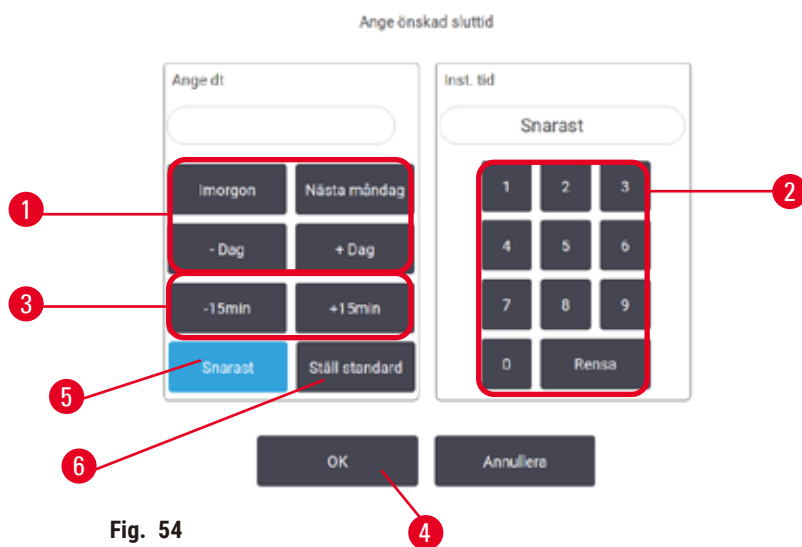 Ange önskad sluttid
Ange dt
Inst. tid
Snarast
Imorgon
Nästa måndag
1
2
3
1
2
- Dag
+ Dag
4
5
6
3
-15min
+15min
7
8
9
Snarast
Ställ standard
0
Rensa
5
6
OK
Annullera
4
Fig. 54